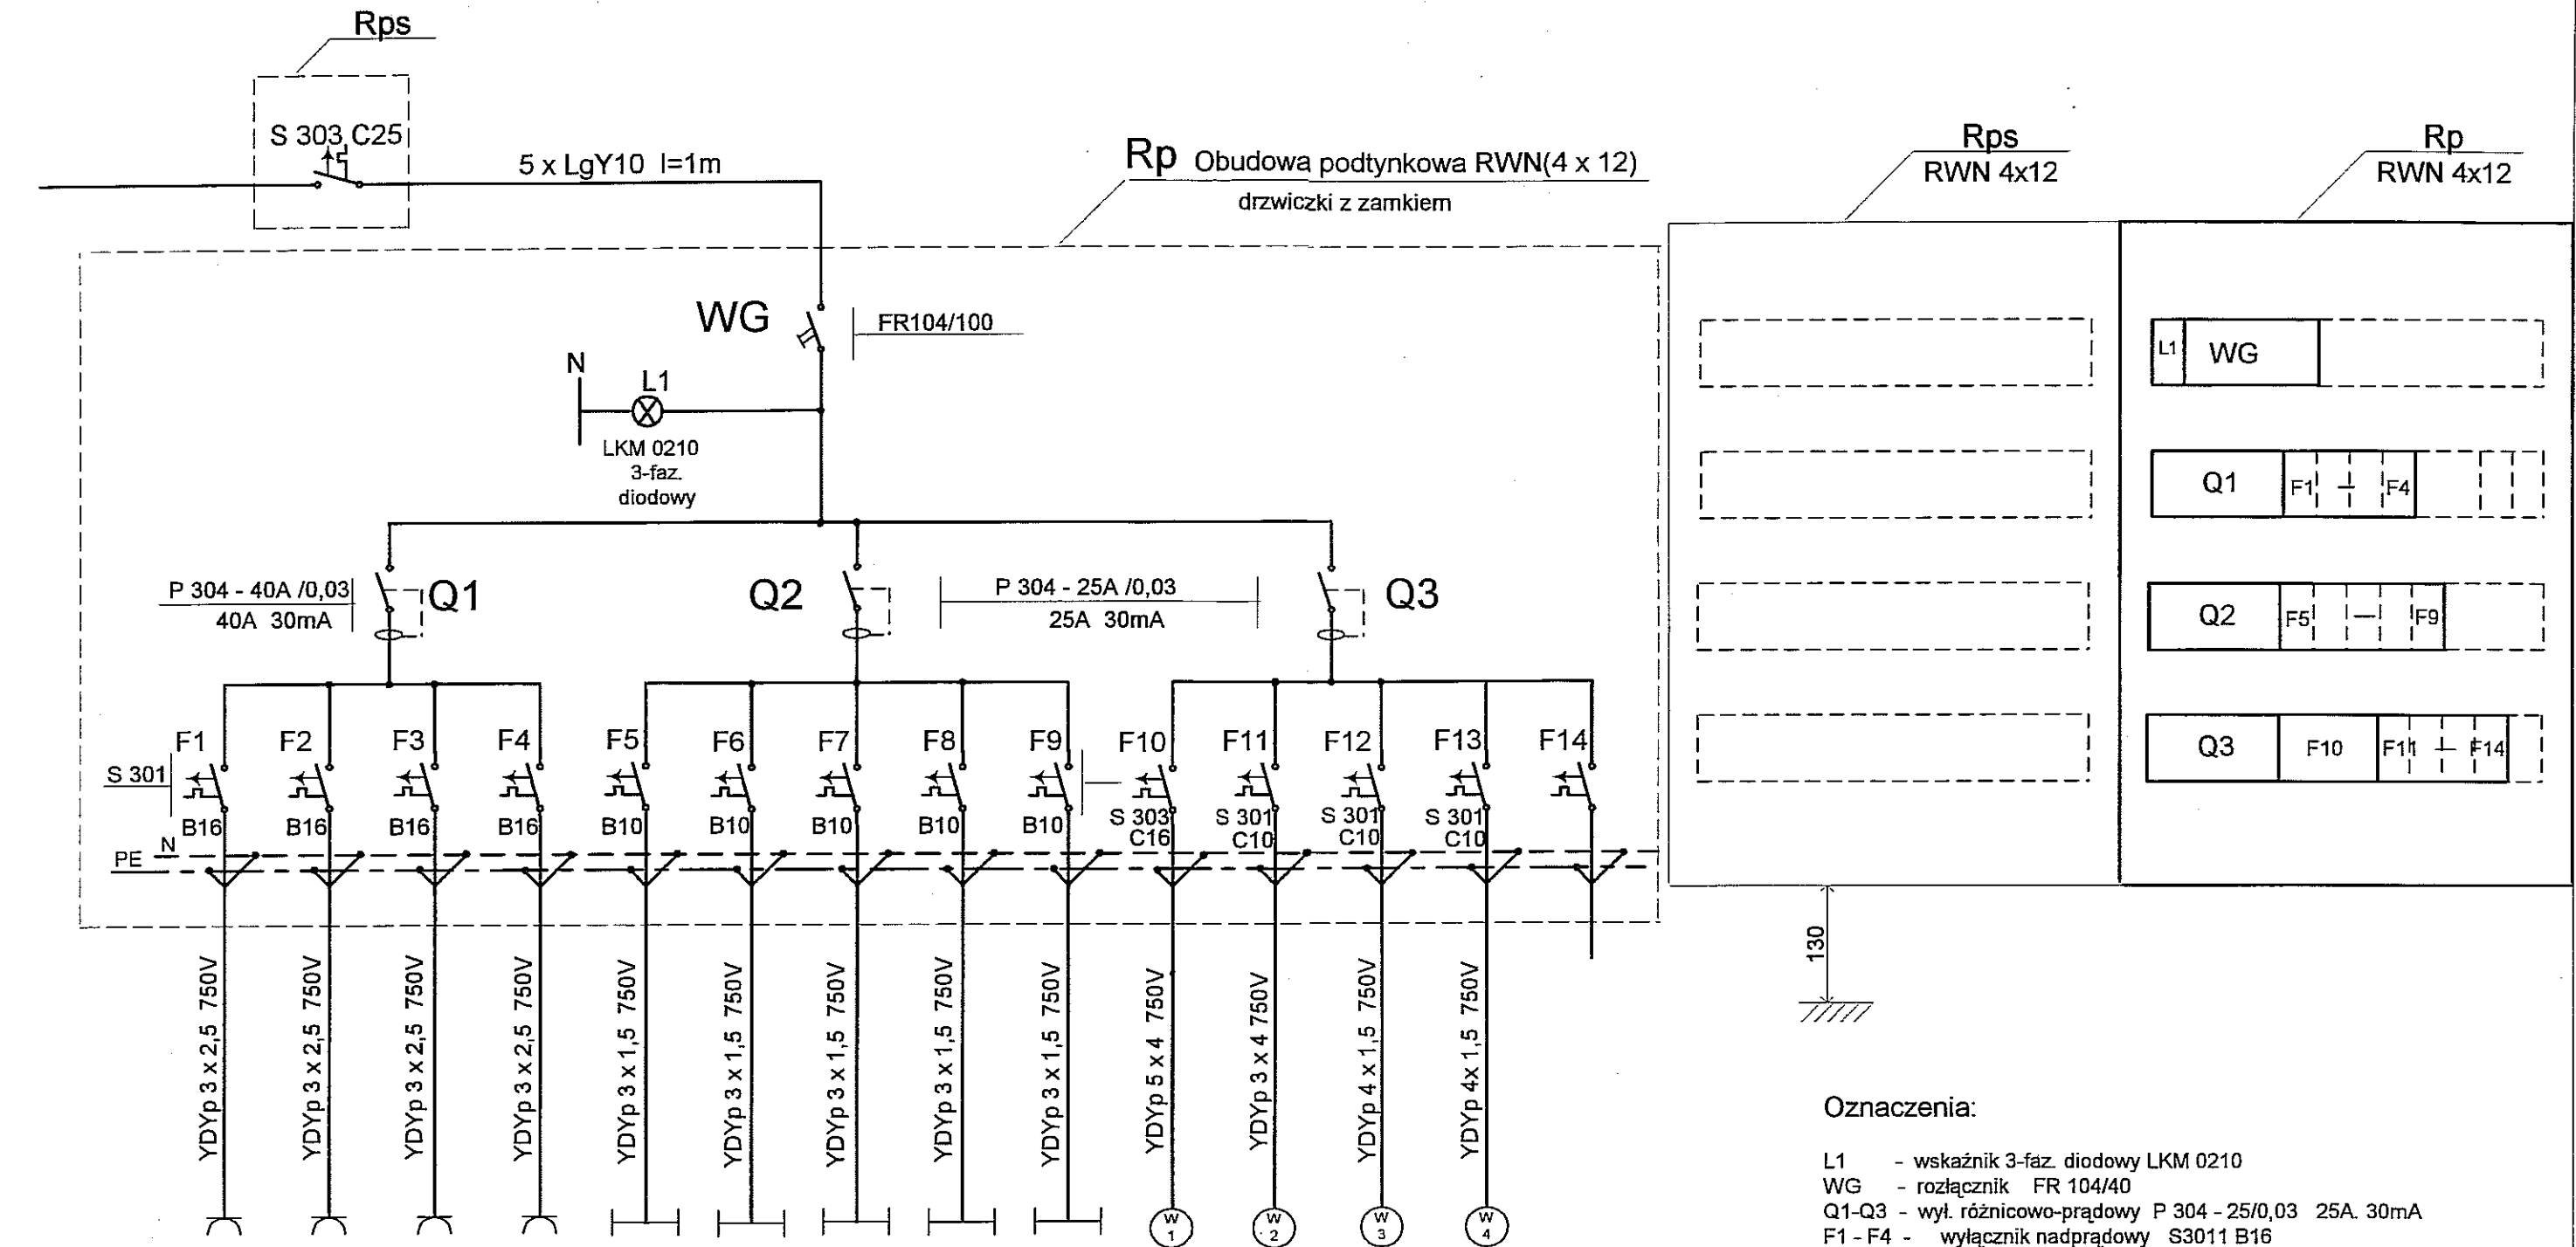 Rps
S 303 C25
5 x LgY10 l=1m
Rp Obudowa podtynkowa RWN(4 x 12)
drzwiczki z zamkiem
Rps
RWN 4x12
Rp
RWN 4x12
WG
FR104/100
N
L1
LKM 0210
3-faz.
diodowy
L1 WG
Q1 F1 – F4
Q2 F5 – F9
Q3 F10 F11 – F14
P 304 - 40A /0,03
40A 30mA
Q1
Q2
P 304 - 25A /0,03
25A 30mA
Q3
F1 F2 F3 F4 F5 F6 F7 F8 F9 F10 F11 F12 F13 F14
S 301
B16 B16 B16 B16 B10 B10 B10 B10 B10
S 303 S 301 S 301 S 301
C16 C10 C10 C10
N
PE
YDYp 3 x 2,5 750V
YDYp 3 x 2,5 750V
YDYp 3 x 2,5 750V
YDYp 3 x 2,5 750V
YDYp 3 x 1,5 750V
YDYp 3 x 1,5 750V
YDYp 3 x 1,5 750V
YDYp 3 x 1,5 750V
YDYp 3 x 1,5 750V
YDYp 5 x 4 750V
YDYp 3 x 4 750V
YDYp 4 x 1,5 750V
YDYp 4x 1,5 750V
W 1
W 2
W 3
W 4
130
Oznaczenia:
L1 - wskaźnik 3-faz. diodowy LKM 0210
WG - rozłącznik FR 104/40
Q1-Q3 - wył. różnicowo-prądowy P 304 - 25/0,03 25A. 30mA
F1 - F4 - wyłącznik nadprądowy S3011 B16